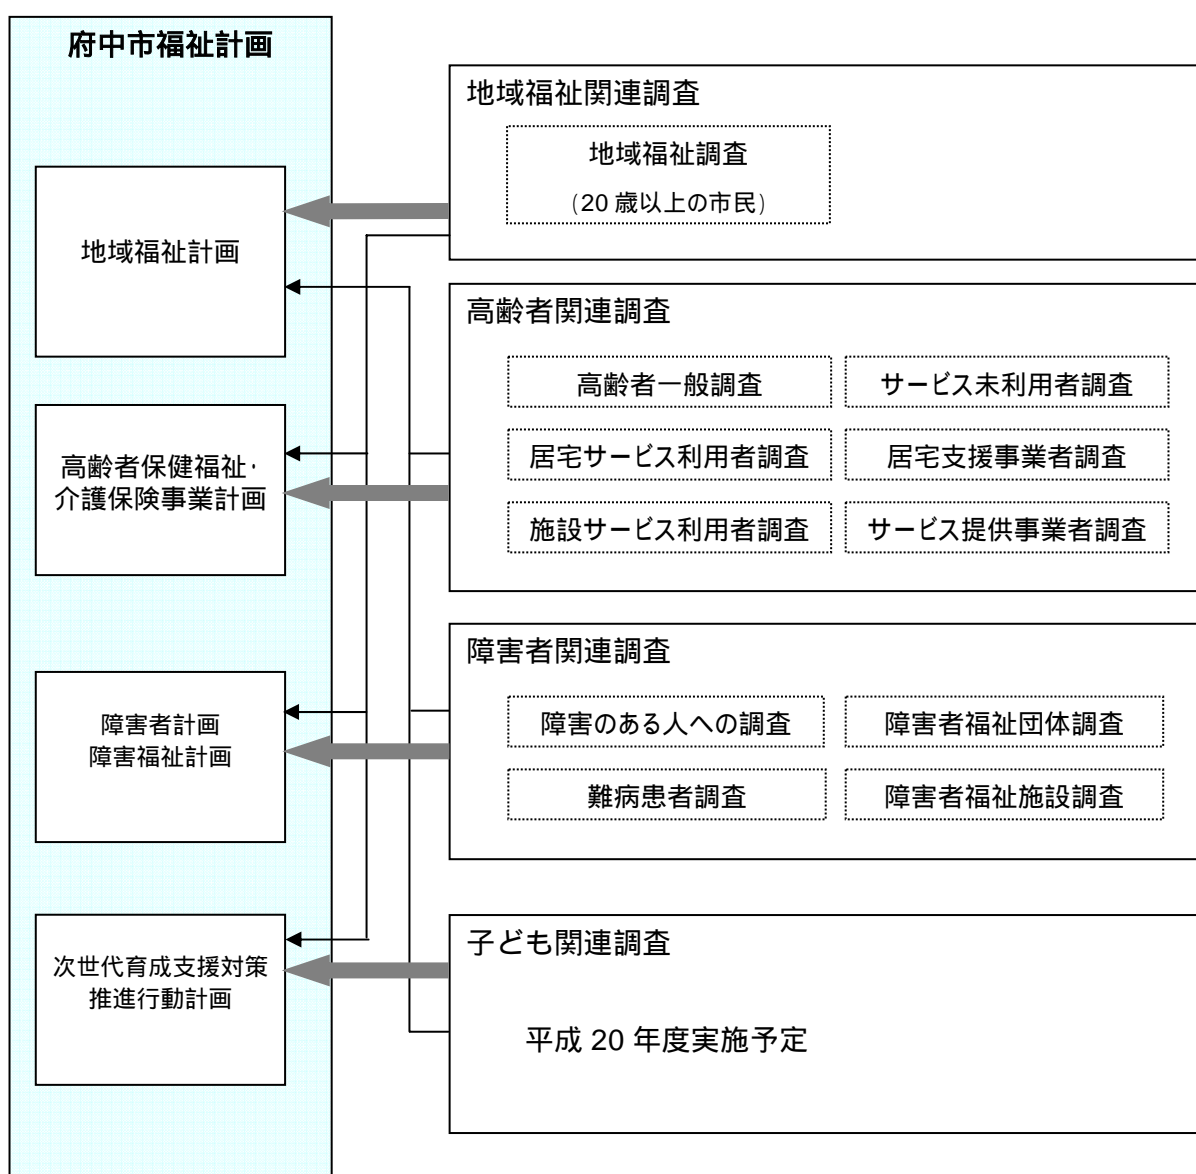 府中市福祉計画
地域福祉計画
高齢者保健福祉・
介護保険事業計画
障害者計画
障害福祉計画
次世代育成支援対策
推進行動計画
地域福祉関連調査
地域福祉調査
(20 歳以上の市民)
高齢者関連調査
高齢者一般調査
サービス未利用者調査
居宅サービス利用者調査
居宅支援事業者調査
施設サービス利用者調査
サービス提供事業者調査
障害者関連調査
障害のある人への調査
障害者福祉団体調査
難病患者調査
障害者福祉施設調査
子ども関連調査
平成 20 年度実施予定